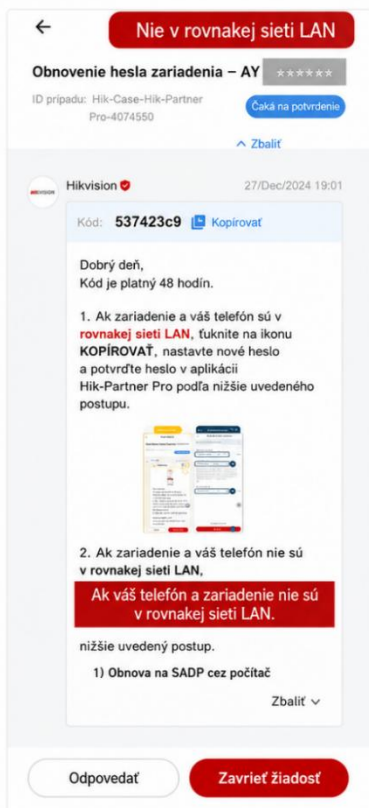 Nie v rovnakej sieti LAN
Obnovenie hesla zariadenia – AY ******
ID prípadu: Hik-Case-Hik-Partner
Pro-4074550
Čaká na potvrdenie
Zbaliť
HIKVISION
Hikvision
27/Dec/2024 19:01
Kód: 537423c9 Kopírovať
Dobrý deň,
Kód je platný 48 hodín.
1. Ak zariadenie a váš telefón sú v
rovnakej sieti LAN, ťuknite na ikonu
KOPÍROVAŤ, nastavte nové heslo
a potvrďte heslo v aplikácii
Hik-Partner Pro podľa nižšie uvedeného
postupu.
2. Ak zariadenie a váš telefón nie sú
v rovnakej sieti LAN,
Ak váš telefón a zariadenie nie sú
v rovnakej sieti LAN.
nižšie uvedený postup.
1) Obnova na SADP cez počítač
Zbaliť
Odpovedať
Zavrieť žiadosť